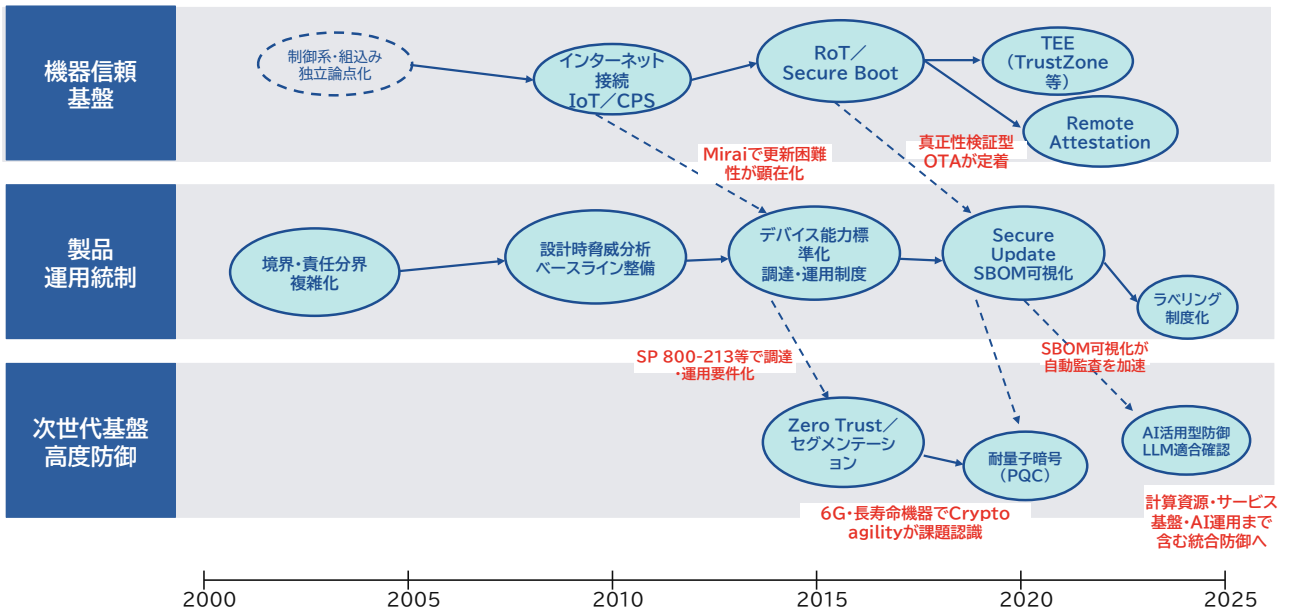 機器信頼
基盤
制御系・組込み
独立論点化
インターネット
接続
IoT／CPS
RoT／
Secure Boot
TEE
（TrustZone
等）
Remote
Attestation
Miraiで更新困難
性が顕在化
真正性検証型
OTAが定着
製品
運用統制
境界・責任分界
複雑化
設計時脅威分析
ベースライン整備
デバイス能力標
準化
調達・運用制度
Secure
Update
SBOM可視化
ラベリング
制度化
SP 800-213等で調達
・運用要件化
SBOM可視化が
自動監査を加速
次世代基盤
高度防御
Zero Trust／
セグメンテーシ
ョン
耐量子暗号
（PQC）
AI活用型防御
LLM適合確認
6G・長寿命機器でCrypto
agilityが課題認識
計算資源・サービス
基盤・AI運用まで
含む統合防御へ
2000
2005
2010
2015
2020
2025